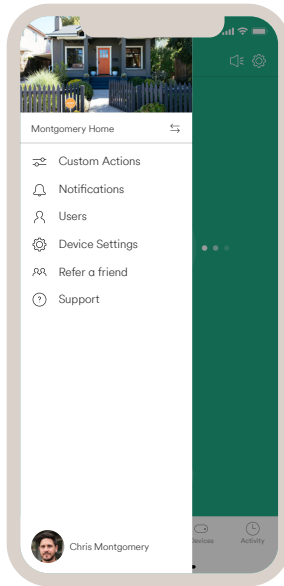 Montgomery Home
Custom Actions
Notifications
Users
Device Settings
Refer a friend
Support
Chris Montgomery
Devices
Activity